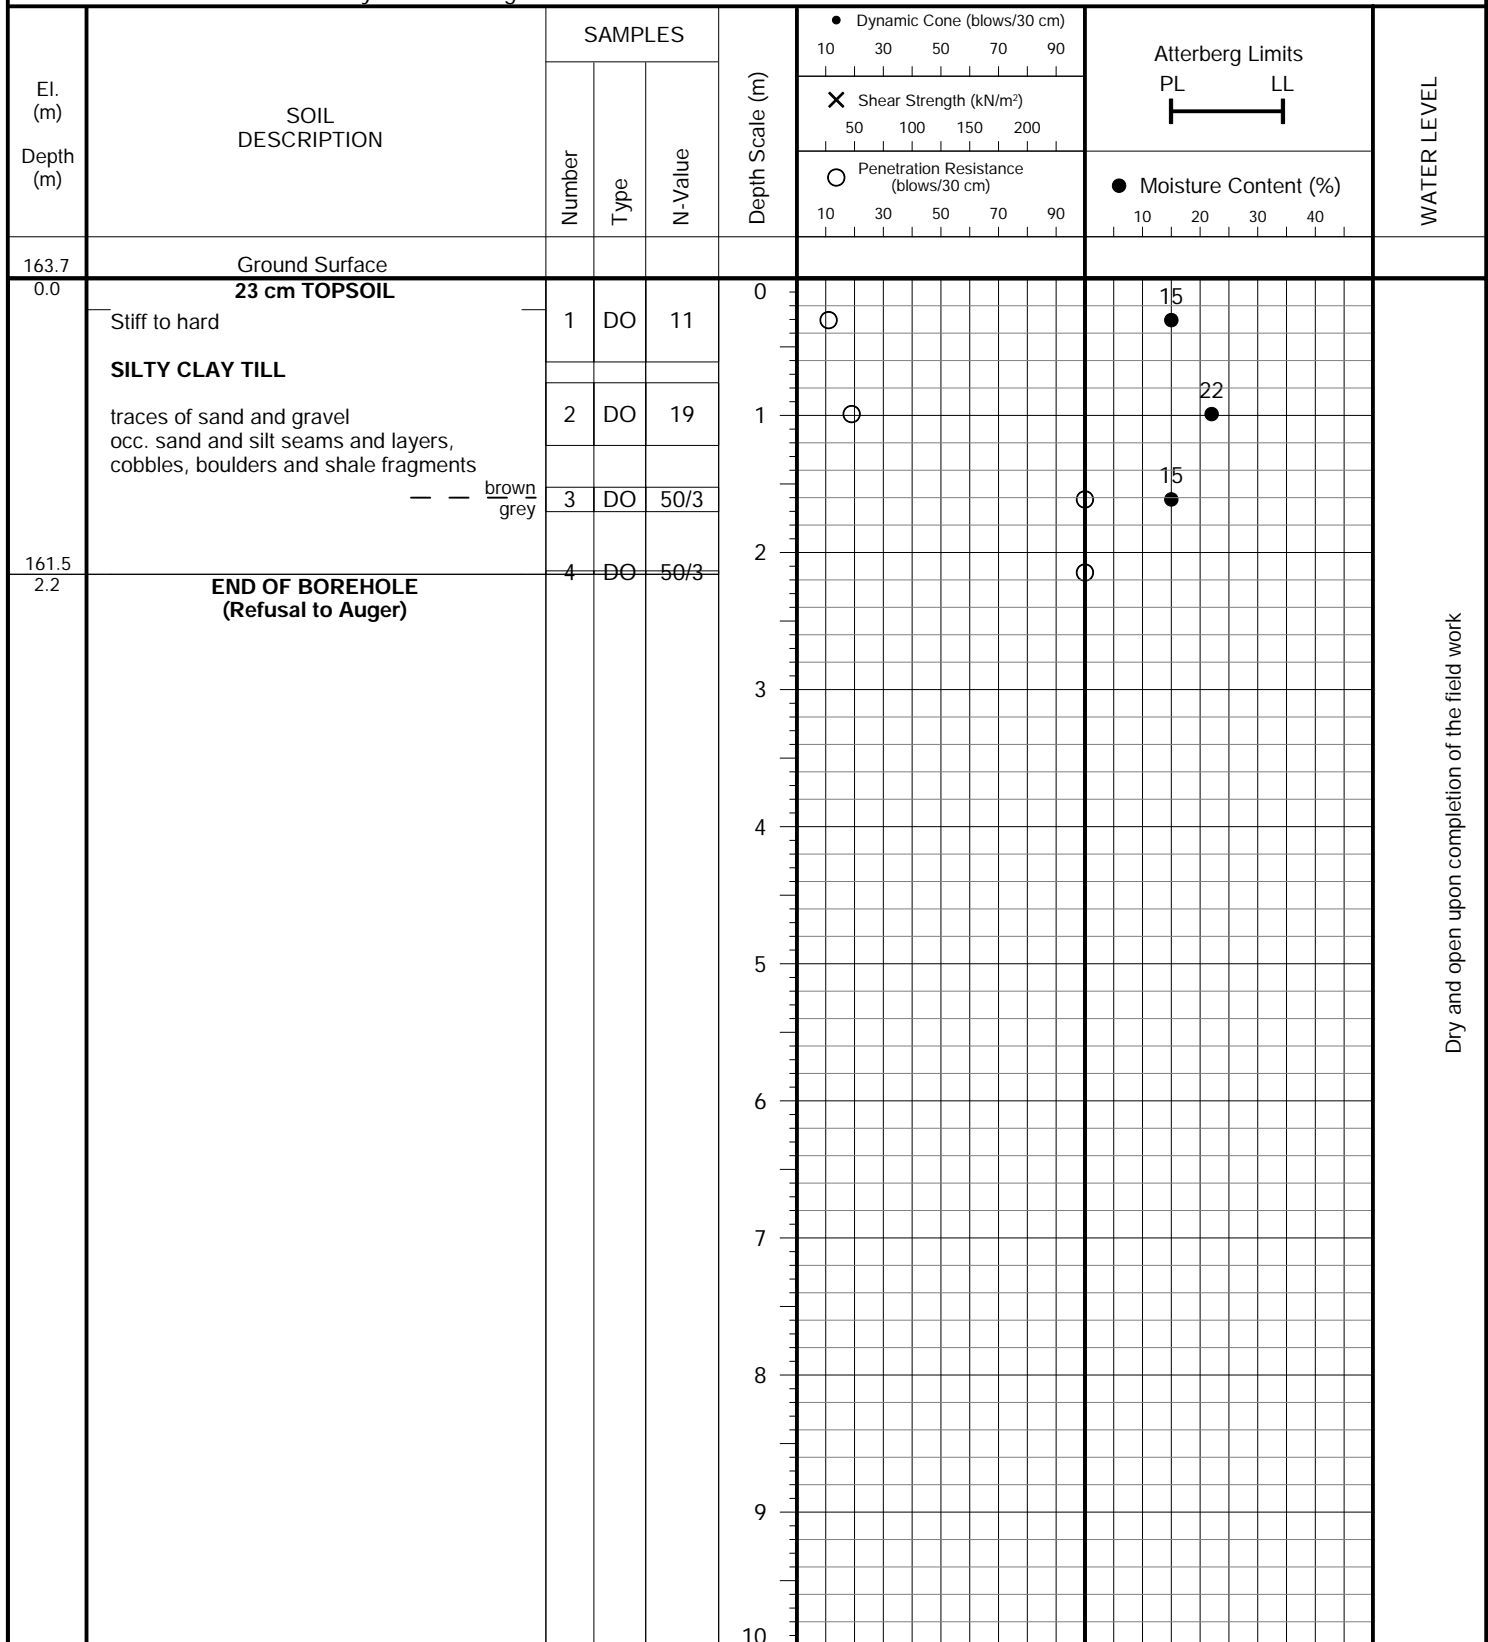 SAMPLES
El.
(m)
Depth
(m)
SOIL
DESCRIPTION
Number
Type
N-Value
Depth Scale (m)
Dynamic Cone (blows/30 cm)
10 30 50 70 90
Shear Strength (kN/m²)
50 100 150 200
Penetration Resistance
(blows/30 cm)
10 30 50 70 90
Atterberg Limits
PL LL
Moisture Content (%)
10 20 30 40
WATER LEVEL
163.7 Ground Surface
0.0 23 cm TOPSOIL 0
Stiff to hard 1 DO 11 15
SILTY CLAY TILL
traces of sand and gravel 2 DO 19 1 22
occ. sand and silt seams and layers,
cobbles, boulders and shale fragments
brown
grey
3 DO 50/3 15
161.5 4 DO 50/3 2
2.2 END OF BOREHOLE
(Refusal to Auger)
3
4
5
6
7
8
9
10
Dry and open upon completion of the field work